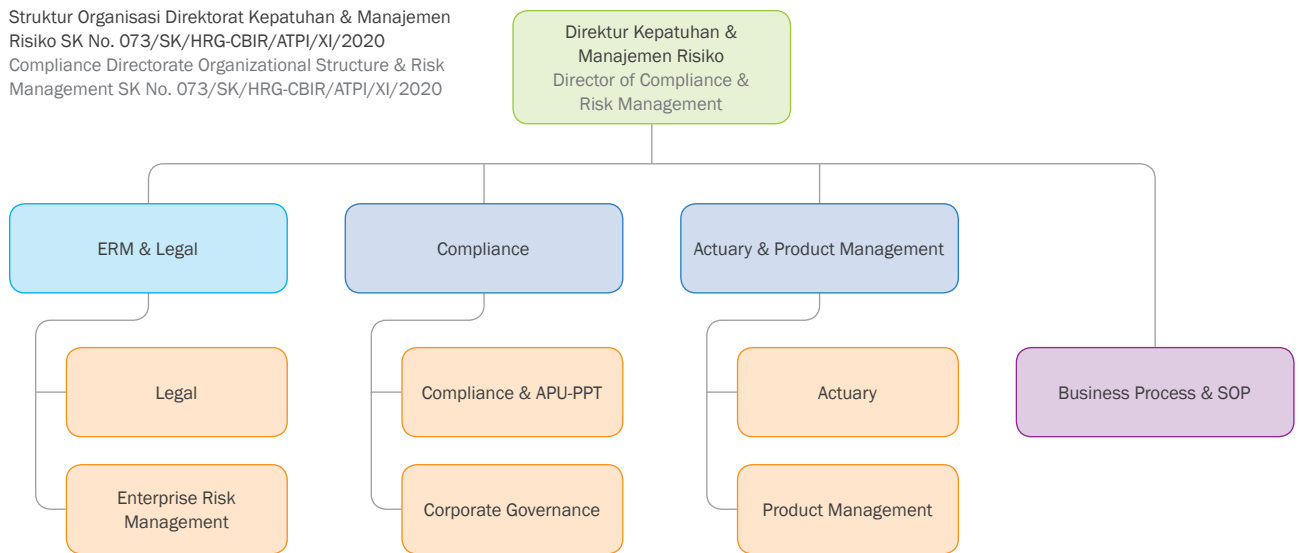 Struktur Organisasi Direktorat Kepatuhan & Manajemen
Risiko SK No. 073/SK/HRG-CBIR/ATPI/XI/2020
Compliance Directorate Organizational Structure & Risk
Management SK No. 073/SK/HRG-CBIR/ATPI/XI/2020
Direktur Kepatuhan &
Manajemen Risiko
Director of Compliance &
Risk Management
ERM & Legal
Compliance
Actuary & Product Management
Legal
Compliance & APU-PPT
Actuary
Business Process & SOP
Enterprise Risk
Management
Corporate Governance
Product Management